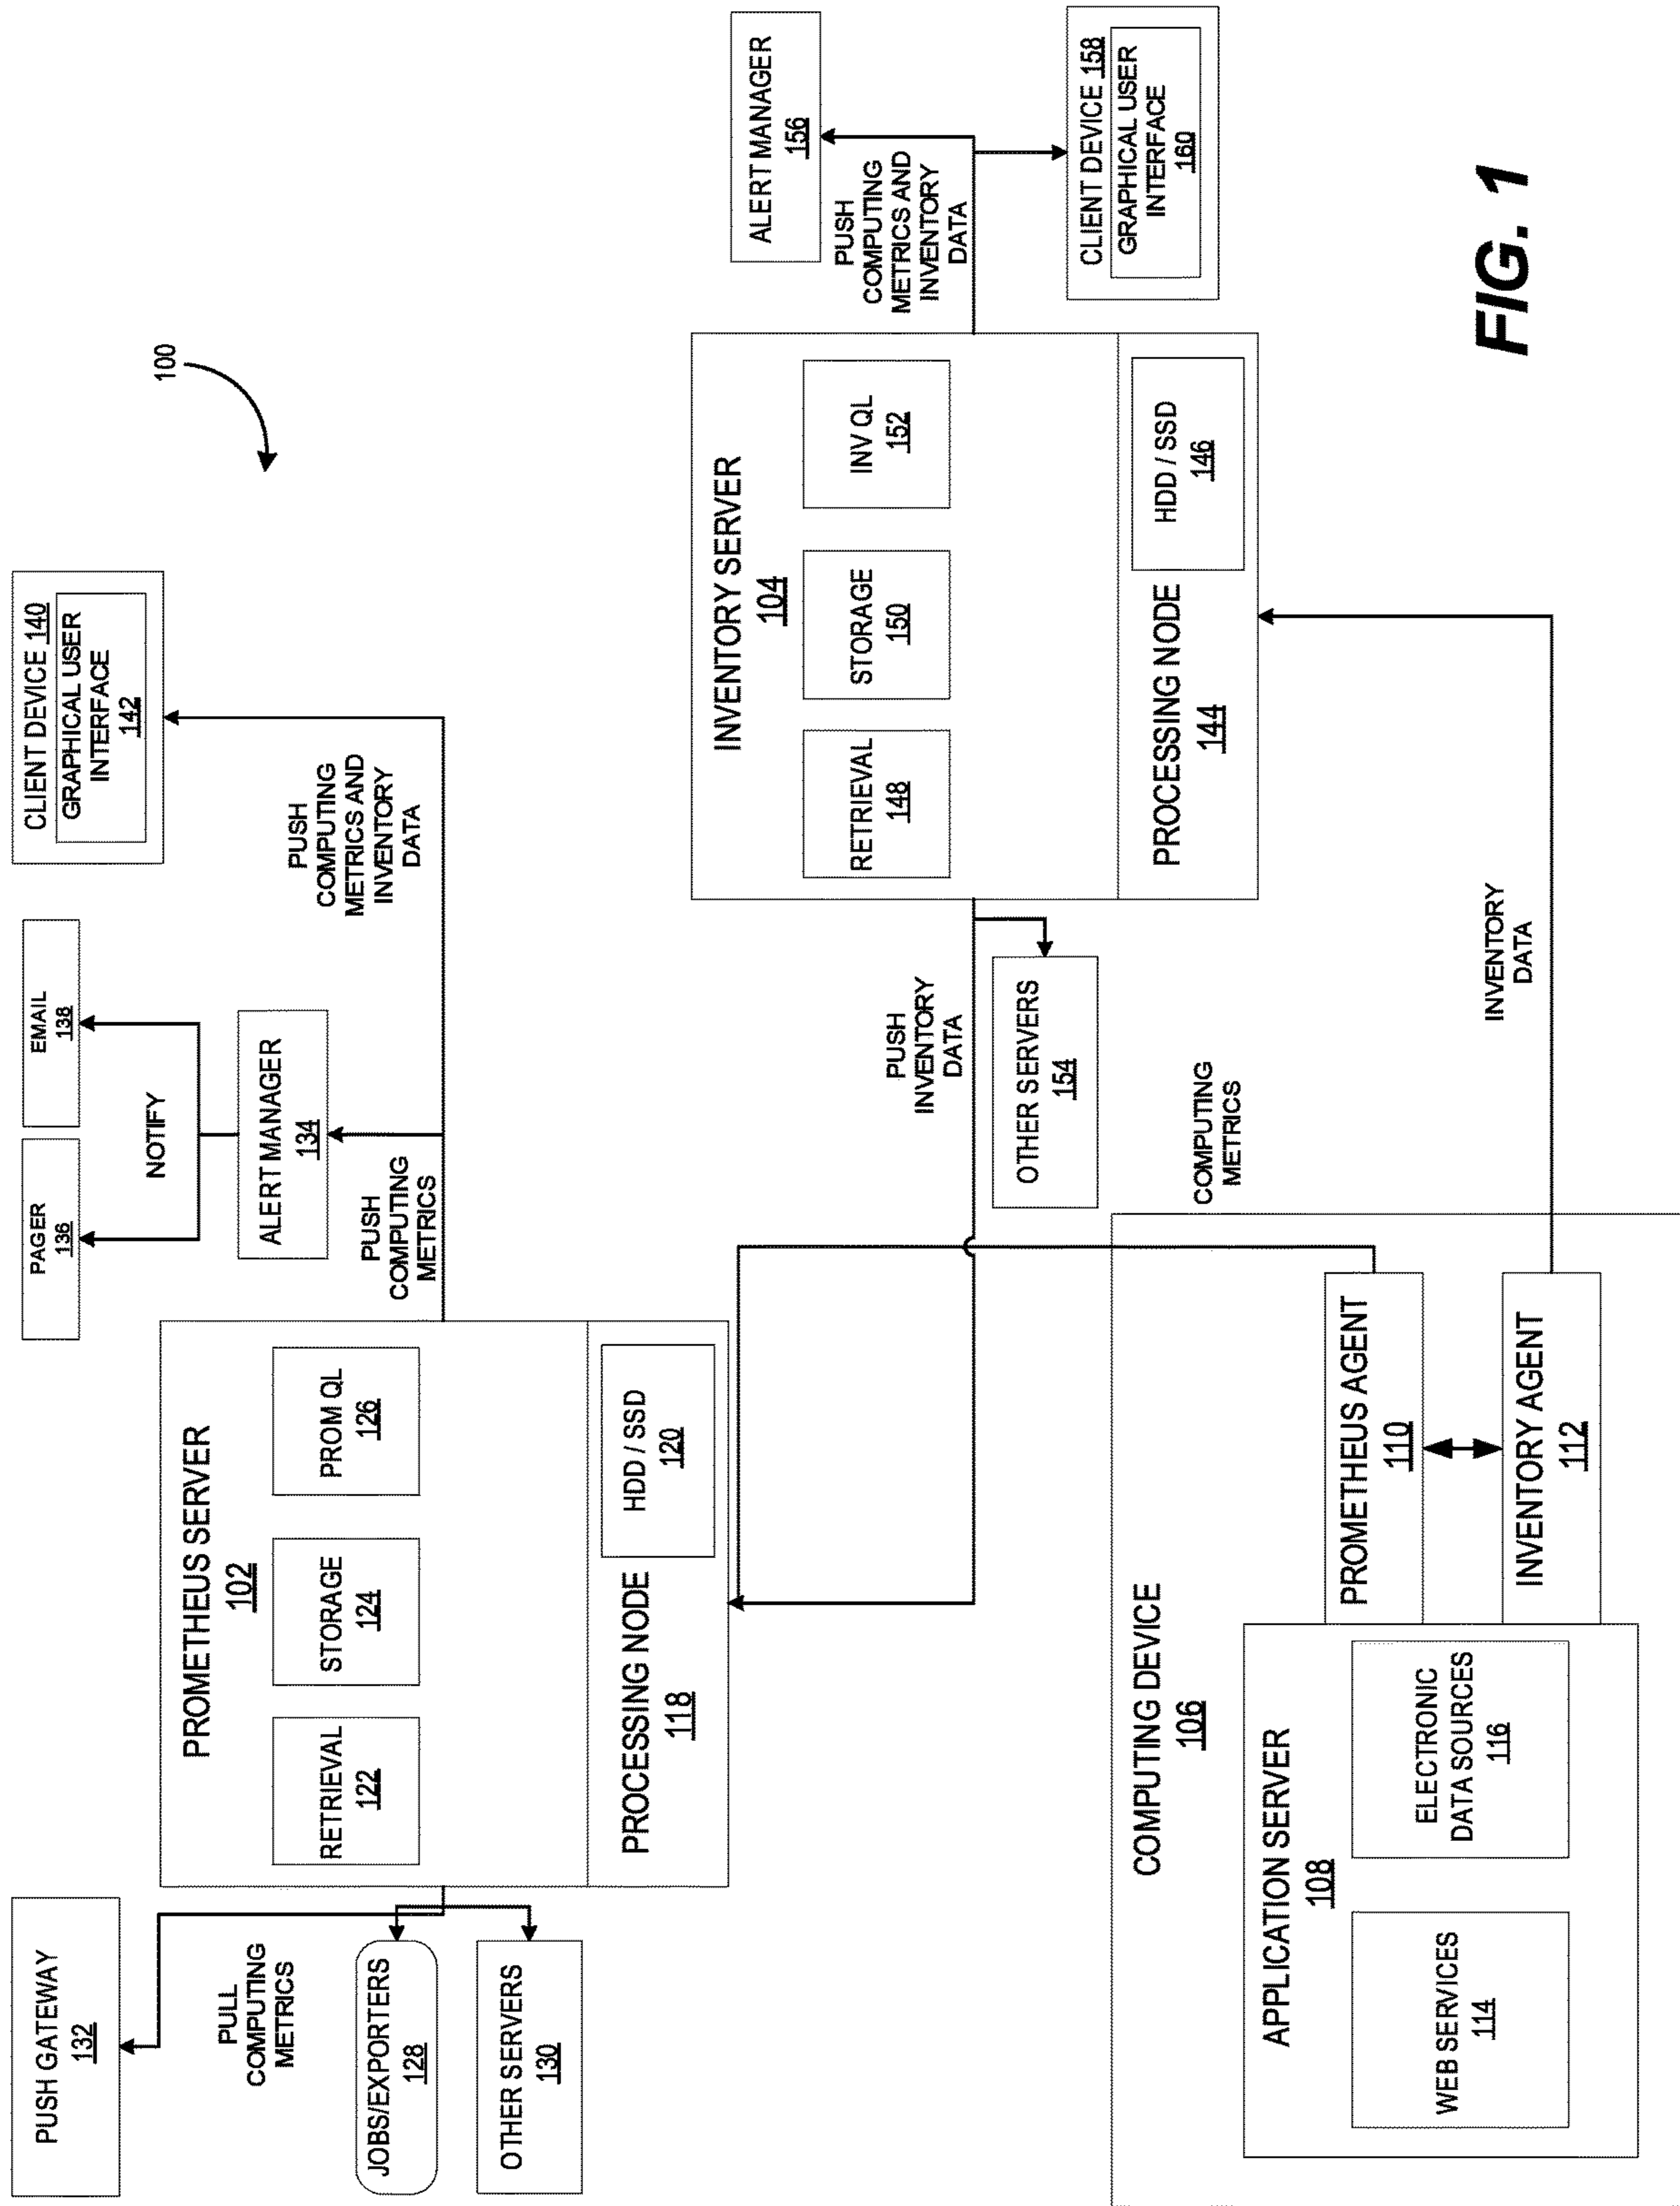 100
PUSH GATEWAY
132
PULL
COMPUTING
METRICS
JOBS/EXPORTERS
128
OTHER SERVERS
130
PROMETHEUS SERVER
102
RETRIEVAL
122
STORAGE
124
PROM QL
126
PROCESSING NODE
118
HDD / SSD
120
PAGER
136
EMAIL
138
NOTIFY
ALERT MANAGER
134
PUSH
COMPUTING
METRICS
CLIENT DEVICE 140
GRAPHICAL USER
INTERFACE
142
PUSH
COMPUTING
METRICS AND
INVENTORY
DATA
INVENTORY SERVER
104
RETRIEVAL
148
STORAGE
150
INV QL
152
PROCESSING NODE
144
HDD / SSD
146
PUSH
INVENTORY
DATA
OTHER SERVERS
154
ALERT MANAGER
156
PUSH
COMPUTING
METRICS AND
INVENTORY
DATA
CLIENT DEVICE 158
GRAPHICAL USER
INTERFACE
160
COMPUTING DEVICE
106
APPLICATION SERVER
108
WEB SERVICES
114
ELECTRONIC
DATA SOURCES
116
PROMETHEUS AGENT
110
INVENTORY AGENT
112
COMPUTING
METRICS
INVENTORY
DATA
FIG. 1